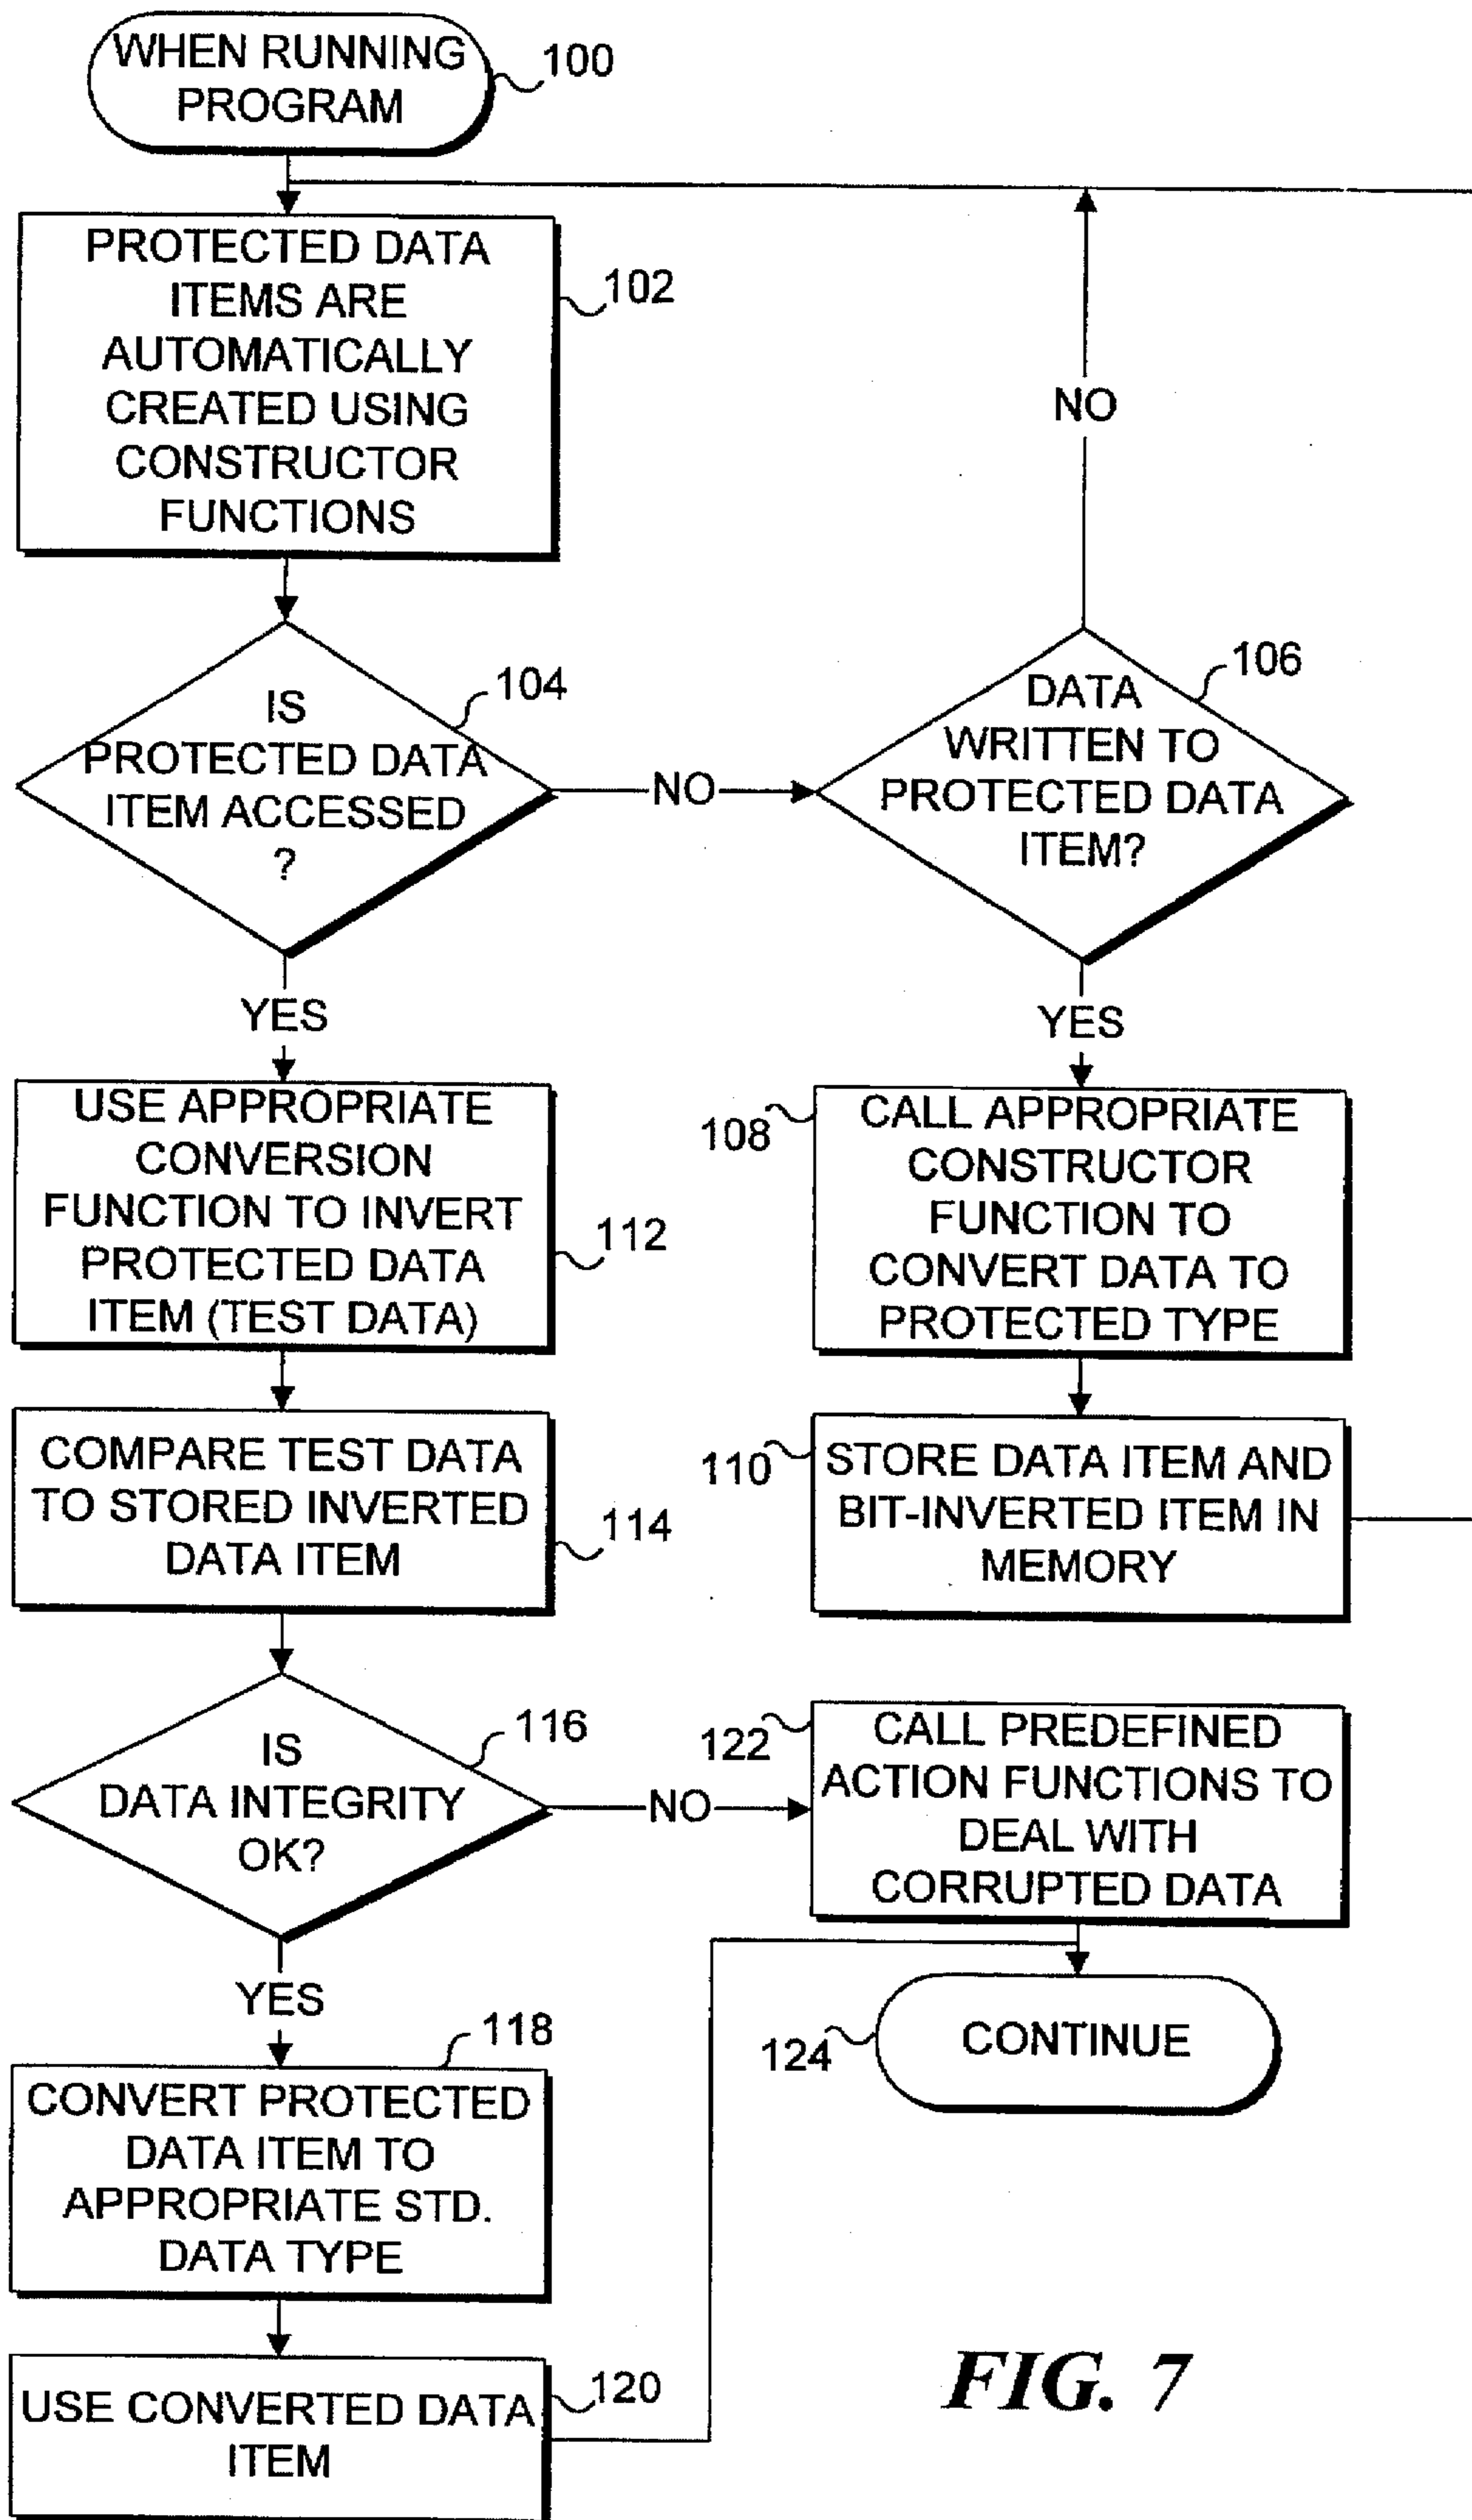 WHEN RUNNING
PROGRAM
100
PROTECTED DATA
ITEMS ARE
AUTOMATICALLY
CREATED USING
CONSTRUCTOR
FUNCTIONS
102
NO
IS
PROTECTED DATA
ITEM ACCESSED
?
104
NO
DATA
WRITTEN TO
PROTECTED DATA
ITEM?
106
YES
YES
USE APPROPRIATE
CONVERSION
FUNCTION TO INVERT
PROTECTED DATA
ITEM (TEST DATA)
112
108
CALL APPROPRIATE
CONSTRUCTOR
FUNCTION TO
CONVERT DATA TO
PROTECTED TYPE
COMPARE TEST DATA
TO STORED INVERTED
DATA ITEM
114
110
STORE DATA ITEM AND
BIT-INVERTED ITEM IN
MEMORY
IS
DATA INTEGRITY
OK?
116
NO
122
CALL PREDEFINED
ACTION FUNCTIONS TO
DEAL WITH
CORRUPTED DATA
YES
118
124
CONTINUE
CONVERT PROTECTED
DATA ITEM TO
APPROPRIATE STD.
DATA TYPE
USE CONVERTED DATA
ITEM
120
FIG. 7